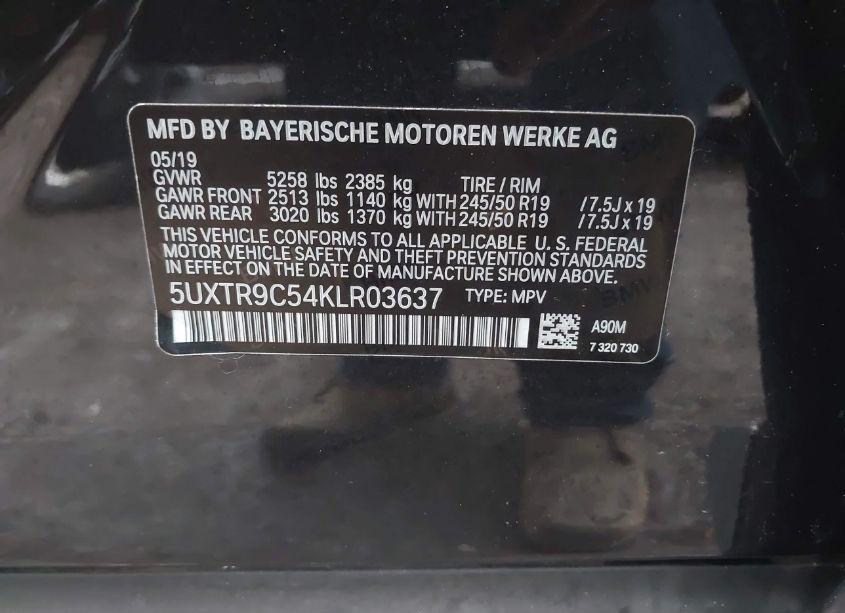 MFD BY BAYERISCHE MOTOREN WERKE AG
05/19
GVWR 5258 lbs 2385 kg TIRE / RIM
GAWR FRONT 2513 lbs 1140 kg WITH 245/50 R19 / 7.5J x 19
GAWR REAR 3020 lbs 1370 kg WITH 245/50 R19 / 7.5J x 19
THIS VEHICLE CONFORMS TO ALL APPLICABLE U. S. FEDERAL
MOTOR VEHICLE SAFETY AND THEFT PREVENTION STANDARDS
IN EFFECT ON THE DATE OF MANUFACTURE SHOWN ABOVE.
5UXTR9C54KLR03637 TYPE: MPV
A90M
7 320 730
BMW